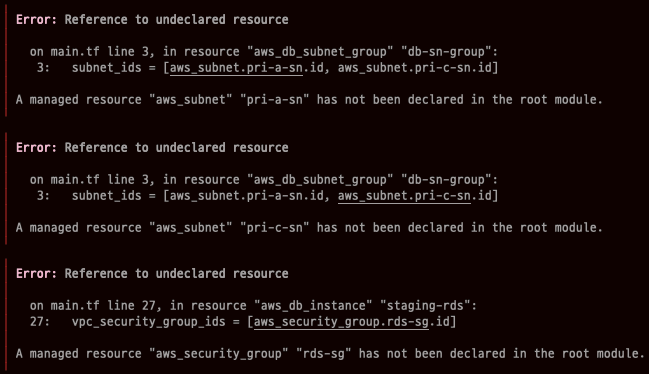 Error: Reference to undeclared resource
on main.tf line 3, in resource "aws_db_subnet_group" "db-sn-group":
3: subnet_ids = [aws_subnet.pri-a-sn.id, aws_subnet.pri-c-sn.id]
A managed resource "aws_subnet" "pri-a-sn" has not been declared in the root module.
Error: Reference to undeclared resource
on main.tf line 3, in resource "aws_db_subnet_group" "db-sn-group":
3: subnet_ids = [aws_subnet.pri-a-sn.id, aws_subnet.pri-c-sn.id]
A managed resource "aws_subnet" "pri-c-sn" has not been declared in the root module.
Error: Reference to undeclared resource
on main.tf line 27, in resource "aws_db_instance" "staging-rds":
27: vpc_security_group_ids = [aws_security_group.rds-sg.id]
A managed resource "aws_security_group" "rds-sg" has not been declared in the root module.